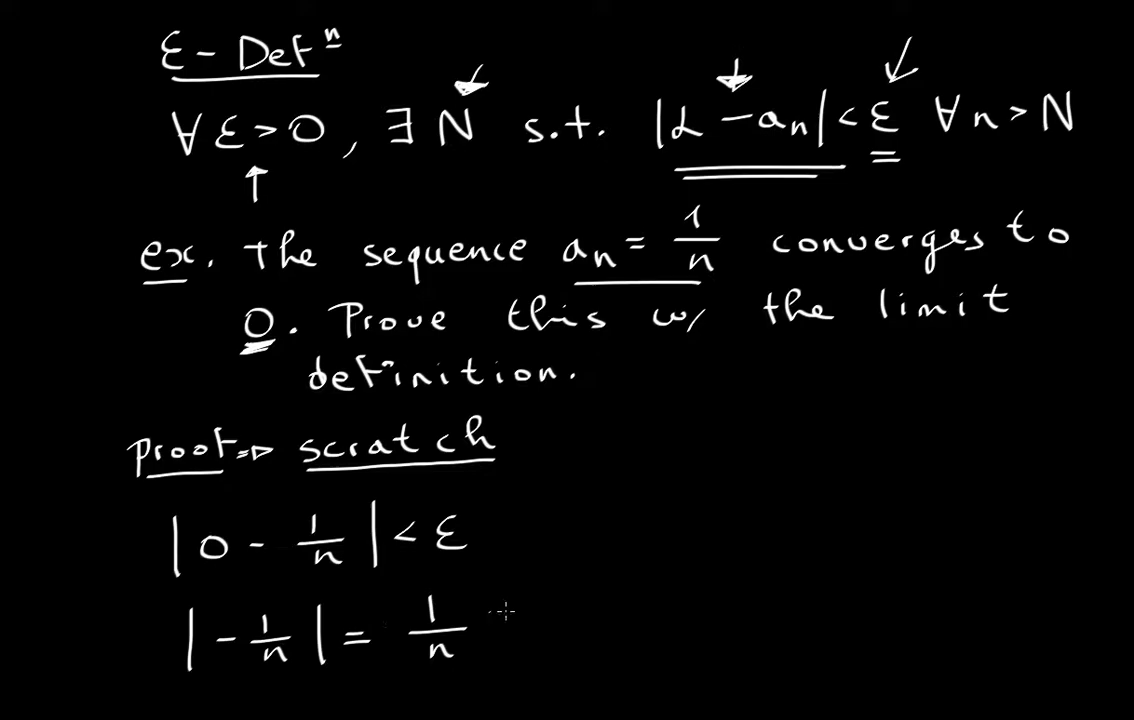 ε - Defⁿ
∀ ε > 0, ∃ N s.t. |L - aₙ| < ε ∀ n > N
ex. The sequence aₙ = 1/n converges to
0. Prove this w/ the limit
definition.
Proof => scratch
|0 - 1/n| < ε
|- 1/n| = 1/n